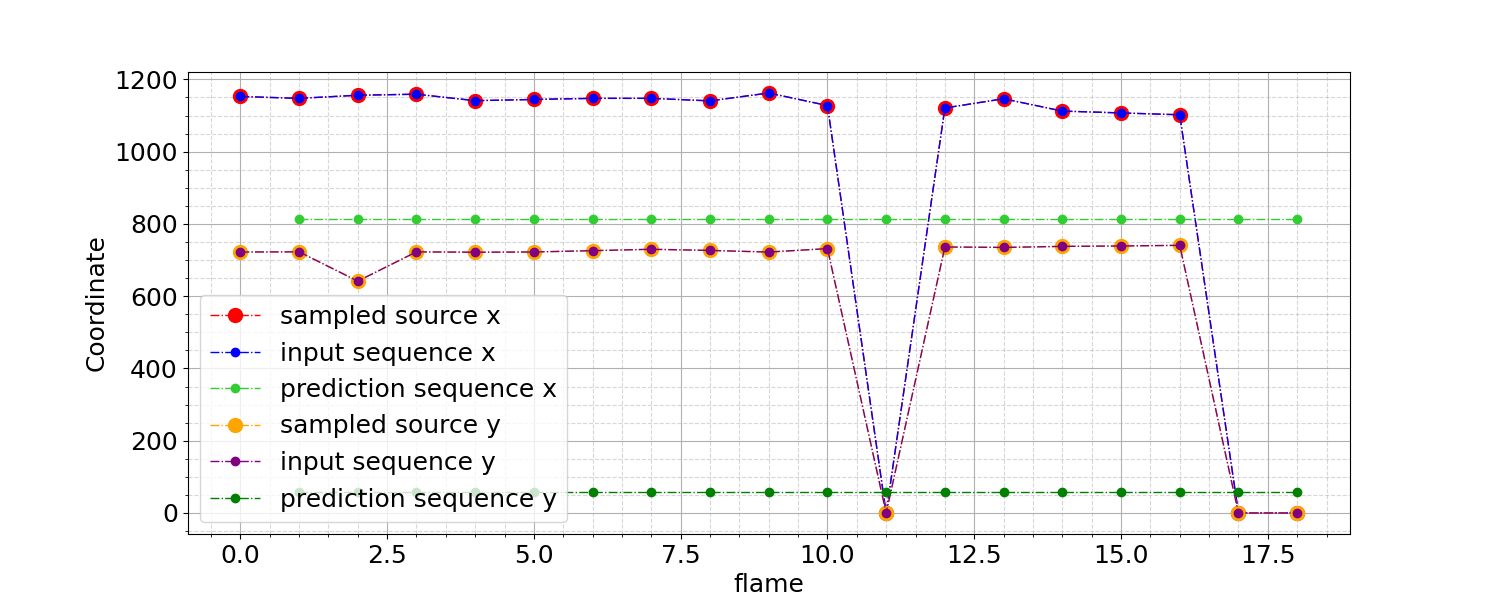 1200
1000
800
600
400
200
0
Coordinate
sampled source x
input sequence x
prediction sequence x
sampled source y
input sequence y
prediction sequence y
0.0 2.5 5.0 7.5 10.0 12.5 15.0 17.5
flame